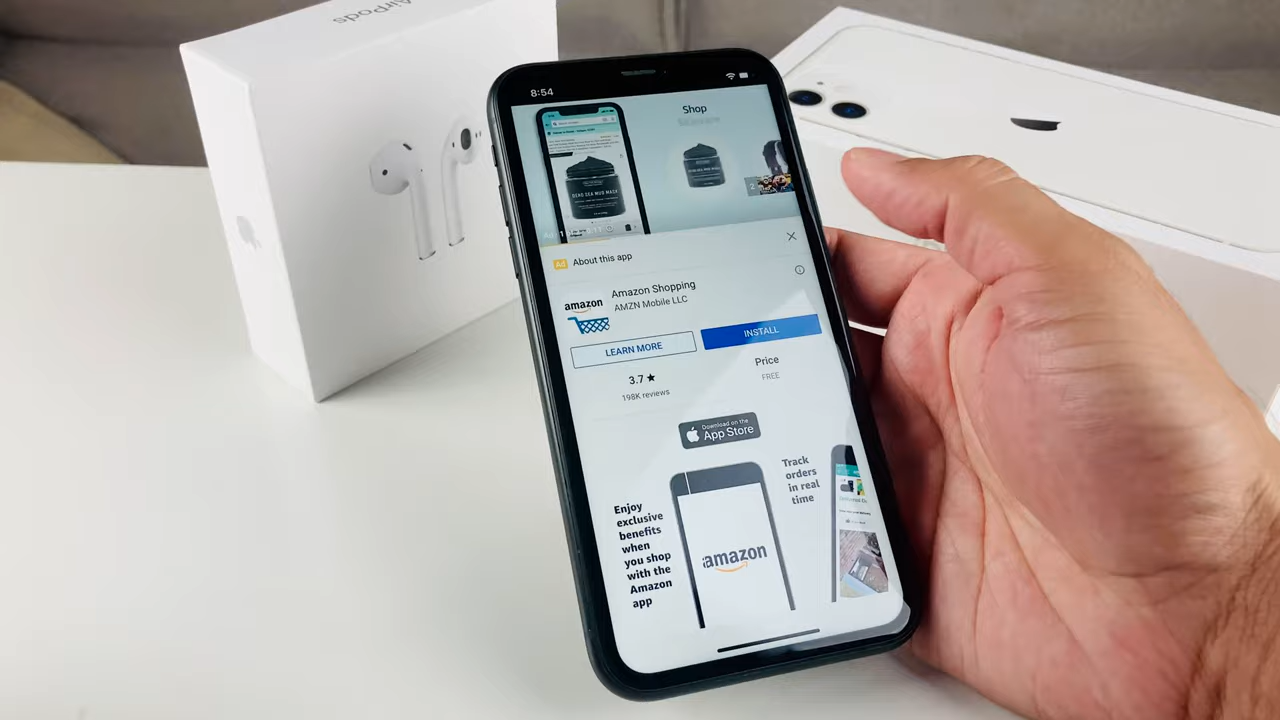 AirPods
8:54
Shop
DEAD SEA MUD MASK
Ad
About this app
Amazon Shopping
AMZN Mobile LLC
amazon
LEARN MORE
INSTALL
3.7 ★
198K reviews
Price
FREE
Download on the
App Store
Enjoy
exclusive
benefits
when
you shop
with the
Amazon
app
amazon
Track
orders
in real
time